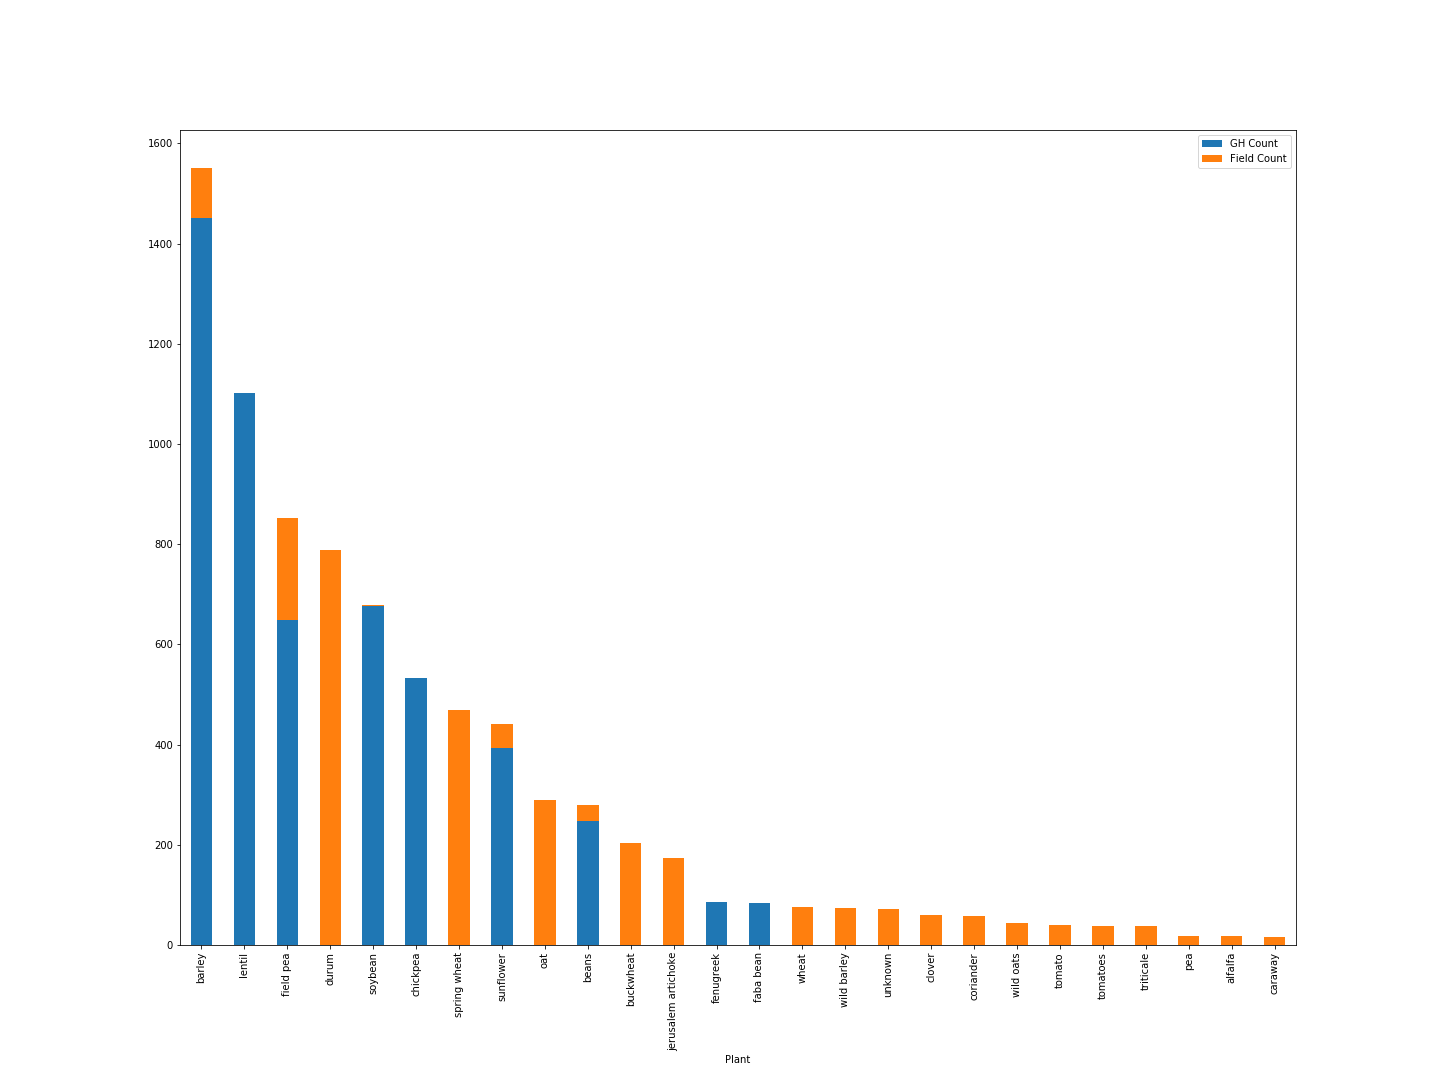 GH Count
Field Count
1600
1400
1200
1000
800
600
400
200
0
barley
lentil
field pea
durum
soybean
chickpea
spring wheat
sunflower
oat
beans
buckwheat
jerusalem artichoke
fenugreek
faba bean
wheat
wild barley
unknown
clover
coriander
wild oats
tomato
tomatoes
triticale
pea
alfalfa
caraway
Plant